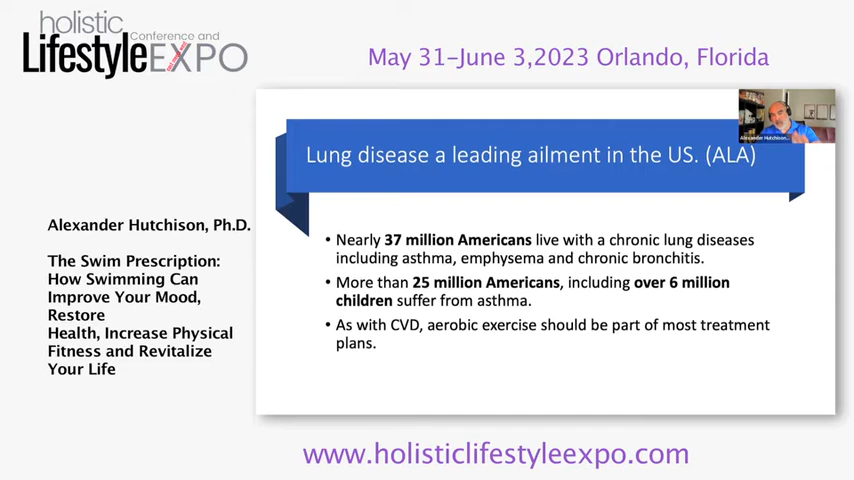 holistic
Conference and
LifestyleEXPO
May 31-June 3,2023 Orlando, Florida
Alexander Hutchison...
Lung disease a leading ailment in the US. (ALA)
Alexander Hutchison, Ph.D.
The Swim Prescription:
How Swimming Can
Improve Your Mood,
Restore
Health, Increase Physical
Fitness and Revitalize
Your Life
• Nearly 37 million Americans live with a chronic lung diseases
including asthma, emphysema and chronic bronchitis.
• More than 25 million Americans, including over 6 million
children suffer from asthma.
• As with CVD, aerobic exercise should be part of most treatment
plans.
www.holisticlifestyleexpo.com